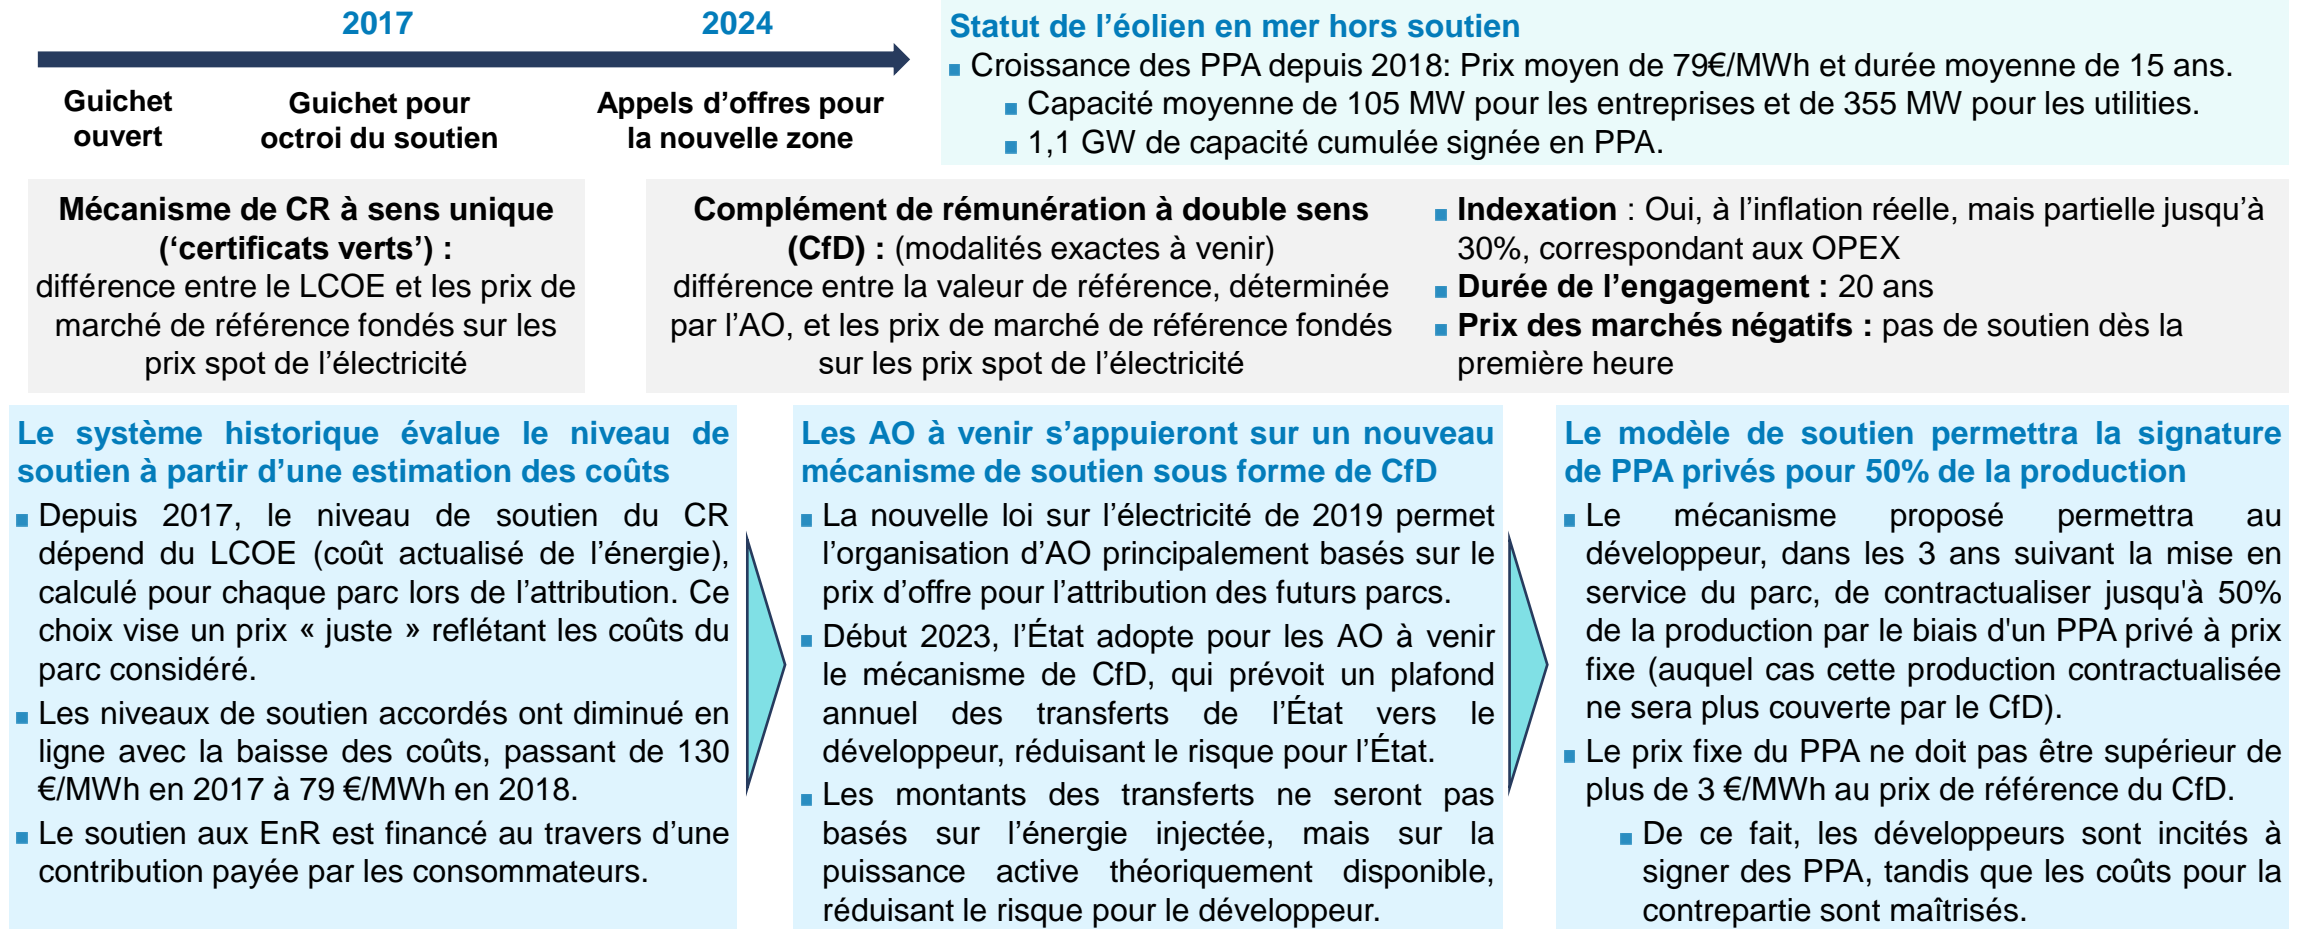 2017
2024
Guichet
ouvert
Guichet pour
octroi du soutien
Appels d’offres pour
la nouvelle zone
Statut de l’éolien en mer hors soutien
Croissance des PPA depuis 2018: Prix moyen de 79€/MWh et durée moyenne de 15 ans.
Capacité moyenne de 105 MW pour les entreprises et de 355 MW pour les utilities.
1,1 GW de capacité cumulée signée en PPA.
Mécanisme de CR à sens unique
(‘certificats verts’) :
différence entre le LCOE et les prix de
marché de référence fondés sur les
prix spot de l’électricité
Complément de rémunération à double sens
(CfD) : (modalités exactes à venir)
différence entre la valeur de référence, déterminée
par l’AO, et les prix de marché de référence fondés
sur les prix spot de l’électricité
Indexation : Oui, à l’inflation réelle, mais partielle jusqu’à
30%, correspondant aux OPEX
Durée de l’engagement : 20 ans
Prix des marchés négatifs : pas de soutien dès la
première heure
Le système historique évalue le niveau de
soutien à partir d’une estimation des coûts
Depuis 2017, le niveau de soutien du CR
dépend du LCOE (coût actualisé de l’énergie),
calculé pour chaque parc lors de l’attribution. Ce
choix vise un prix « juste » reflétant les coûts du
parc considéré.
Les niveaux de soutien accordés ont diminué en
ligne avec la baisse des coûts, passant de 130
€/MWh en 2017 à 79 €/MWh en 2018.
Le soutien aux EnR est financé au travers d’une
contribution payée par les consommateurs.
Les AO à venir s’appuieront sur un nouveau
mécanisme de soutien sous forme de CfD
La nouvelle loi sur l’électricité de 2019 permet
l’organisation d’AO principalement basés sur le
prix d’offre pour l’attribution des futurs parcs.
Début 2023, l’État adopte pour les AO à venir
le mécanisme de CfD, qui prévoit un plafond
annuel des transferts de l’État vers le
développeur, réduisant le risque pour l’État.
Les montants des transferts ne seront pas
basés sur l’énergie injectée, mais sur la
puissance active théoriquement disponible,
réduisant le risque pour le développeur.
Le modèle de soutien permettra la signature
de PPA privés pour 50% de la production
Le mécanisme proposé permettra au
développeur, dans les 3 ans suivant la mise en
service du parc, de contractualiser jusqu'à 50%
de la production par le biais d'un PPA privé à prix
fixe (auquel cas cette production contractualisée
ne sera plus couverte par le CfD).
Le prix fixe du PPA ne doit pas être supérieur de
plus de 3 €/MWh au prix de référence du CfD.
De ce fait, les développeurs sont incités à
signer des PPA, tandis que les coûts pour la
contrepartie sont maîtrisés.